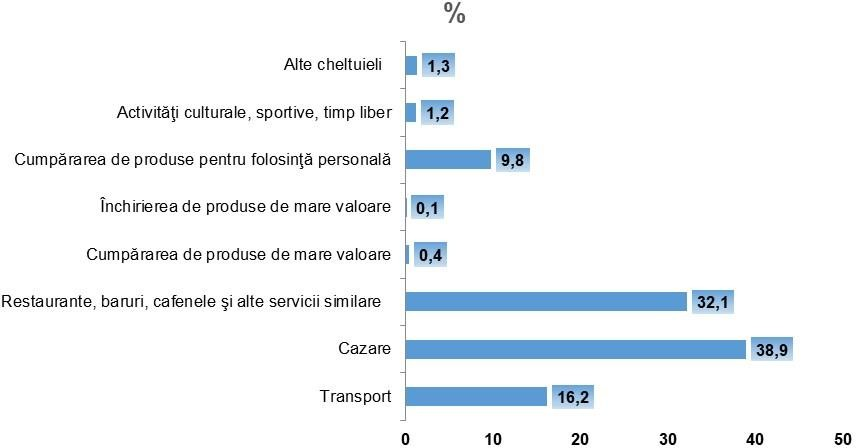 %
Alte cheltuieli 1,3
Activităţi culturale, sportive, timp liber 1,2
Cumpărarea de produse pentru folosinţă personală 9,8
Închirierea de produse de mare valoare 0,1
Cumpărarea de produse de mare valoare 0,4
Restaurante, baruri, cafenele şi alte servicii similare 32,1
Cazare 38,9
Transport 16,2
0 10 20 30 40 50